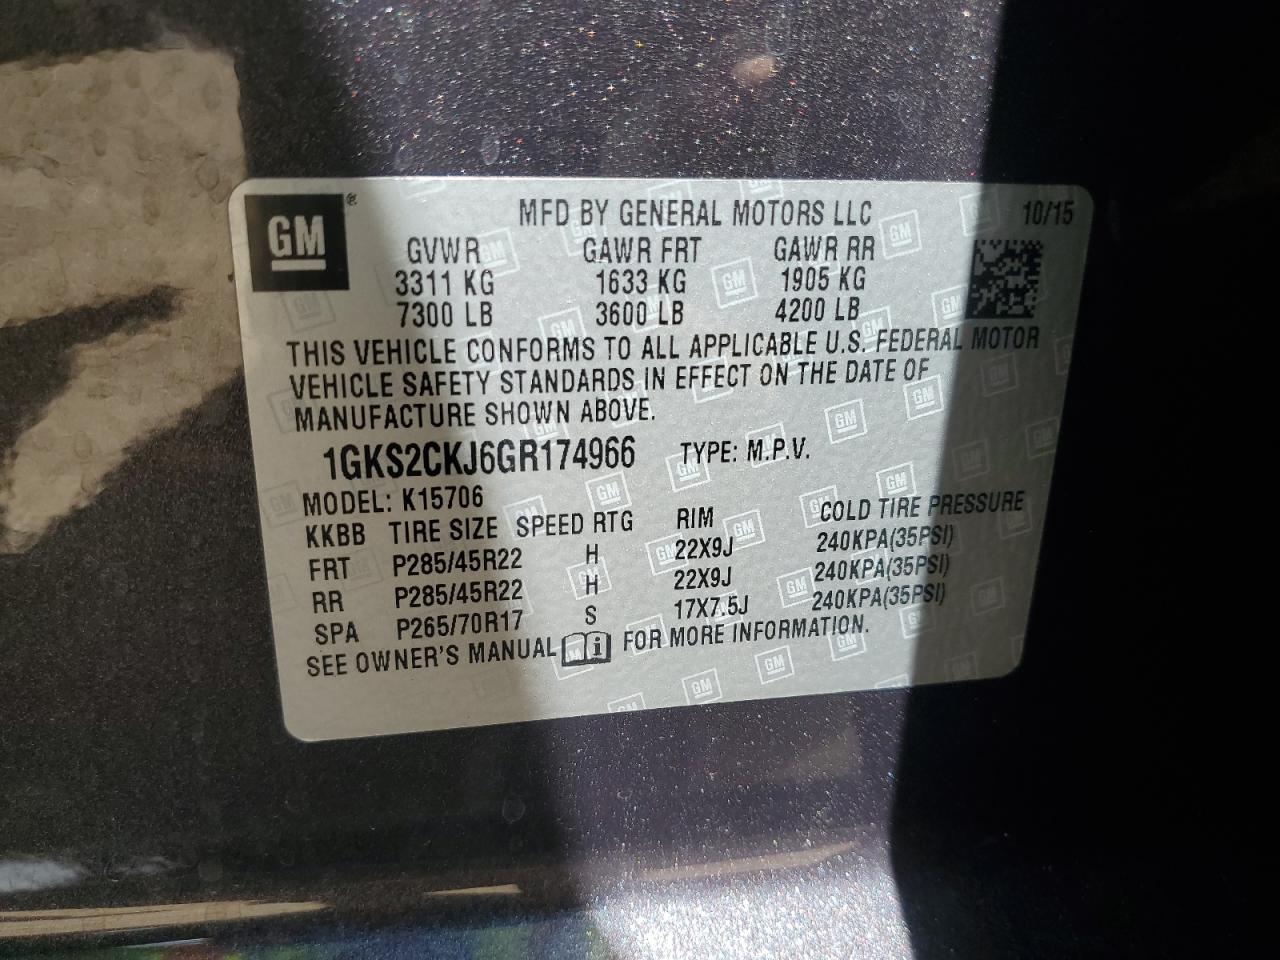 GM® MFD BY GENERAL MOTORS LLC 10/15
GVWR GAWR FRT GAWR RR
3311 KG 1633 KG 1905 KG
7300 LB 3600 LB 4200 LB
THIS VEHICLE CONFORMS TO ALL APPLICABLE U.S. FEDERAL MOTOR
VEHICLE SAFETY STANDARDS IN EFFECT ON THE DATE OF
MANUFACTURE SHOWN ABOVE.
1GKS2CKJ6GR174966 TYPE: M.P.V.
MODEL: K15706
KKBB TIRE SIZE SPEED RTG RIM COLD TIRE PRESSURE
FRT P285/45R22 H 22X9J 240KPA(35PSI)
RR P285/45R22 H 22X9J 240KPA(35PSI)
SPA P265/70R17 S 17X7.5J 240KPA(35PSI)
SEE OWNER'S MANUAL i FOR MORE INFORMATION.